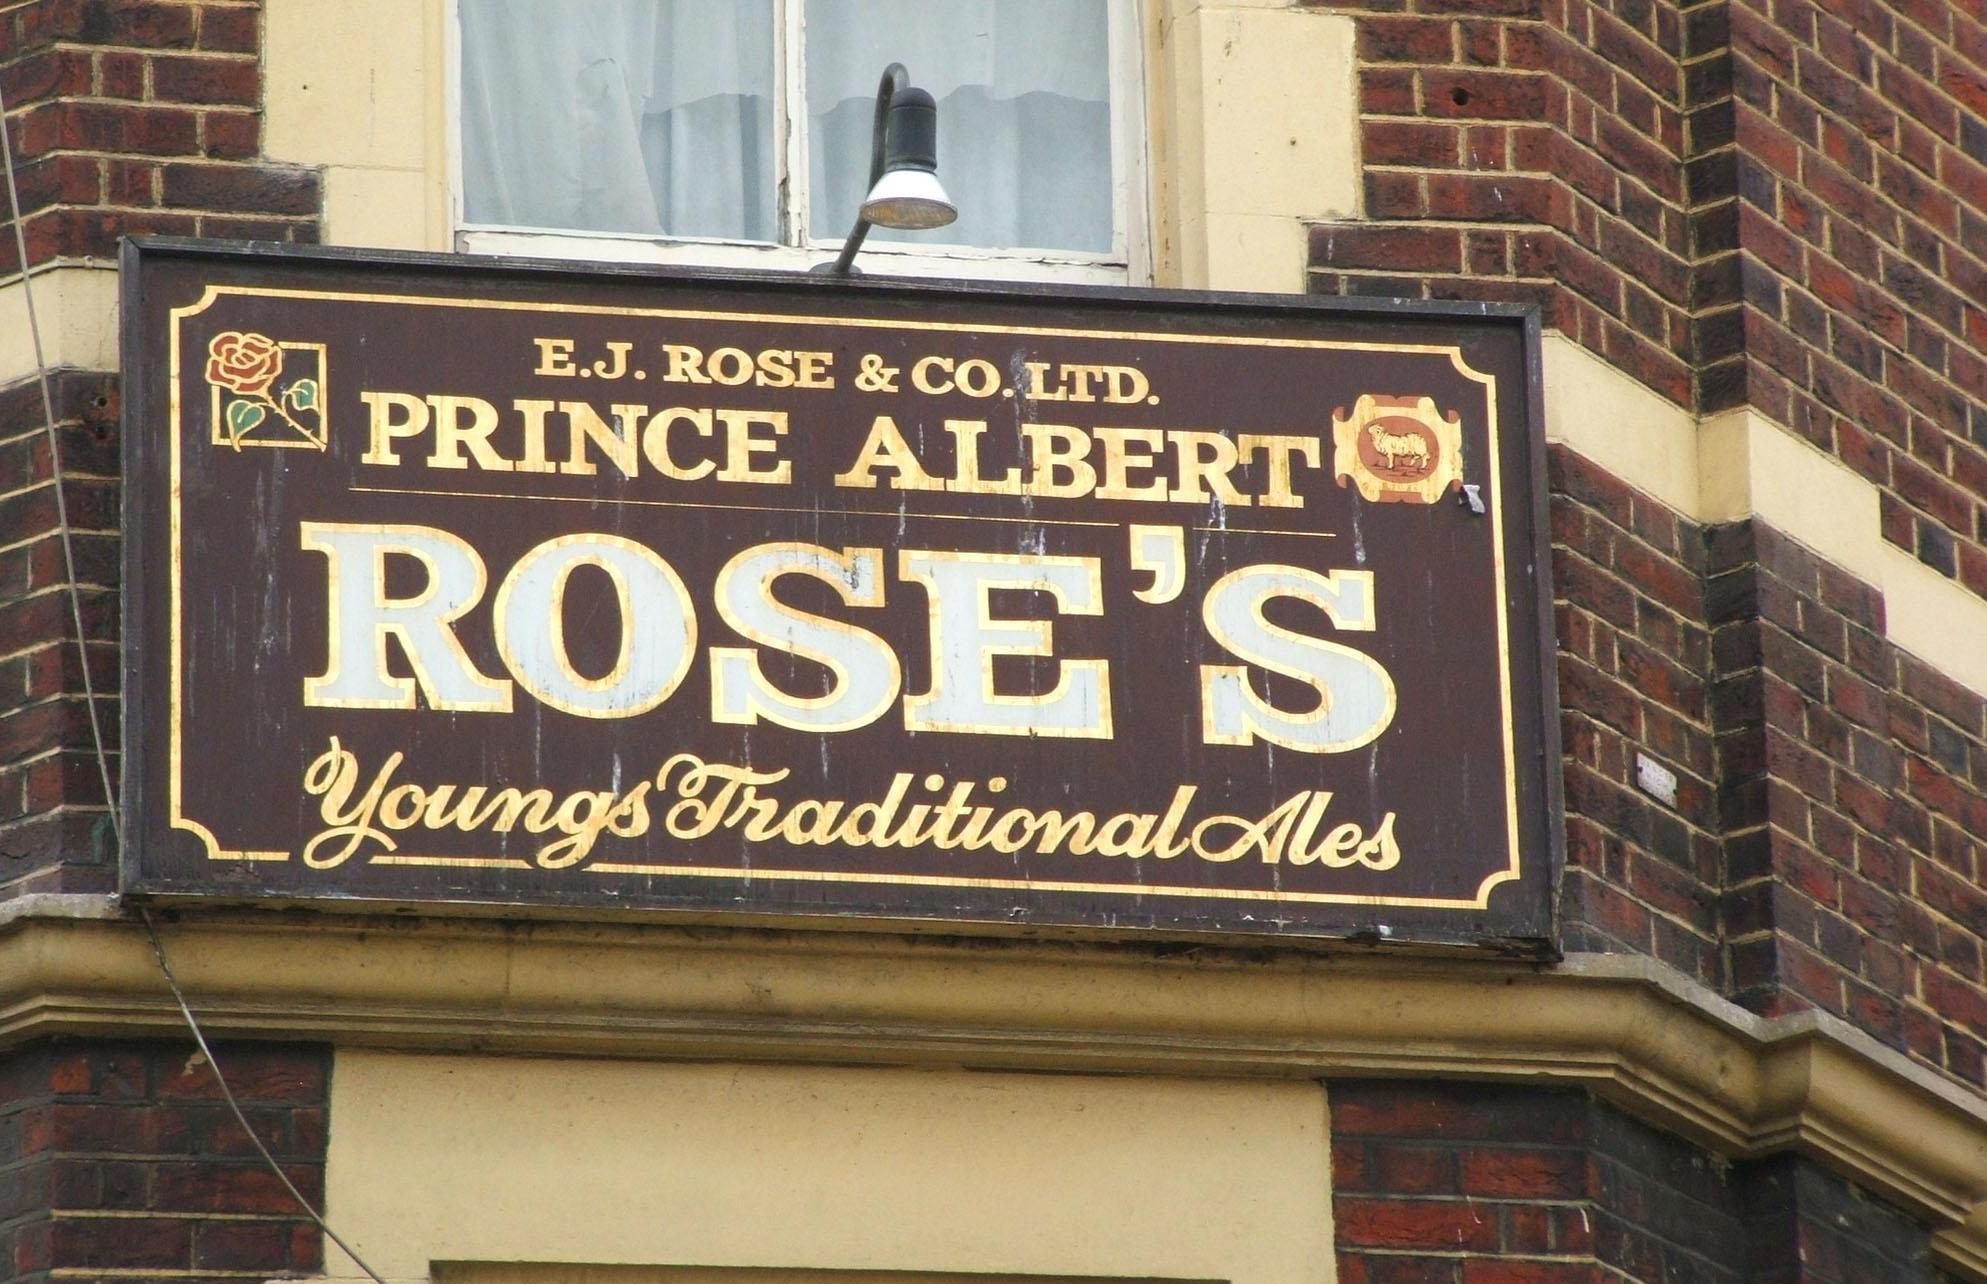 E.J. ROSE & CO. LTD.
PRINCE ALBERT
ROSE'S
Youngs Traditional Ales